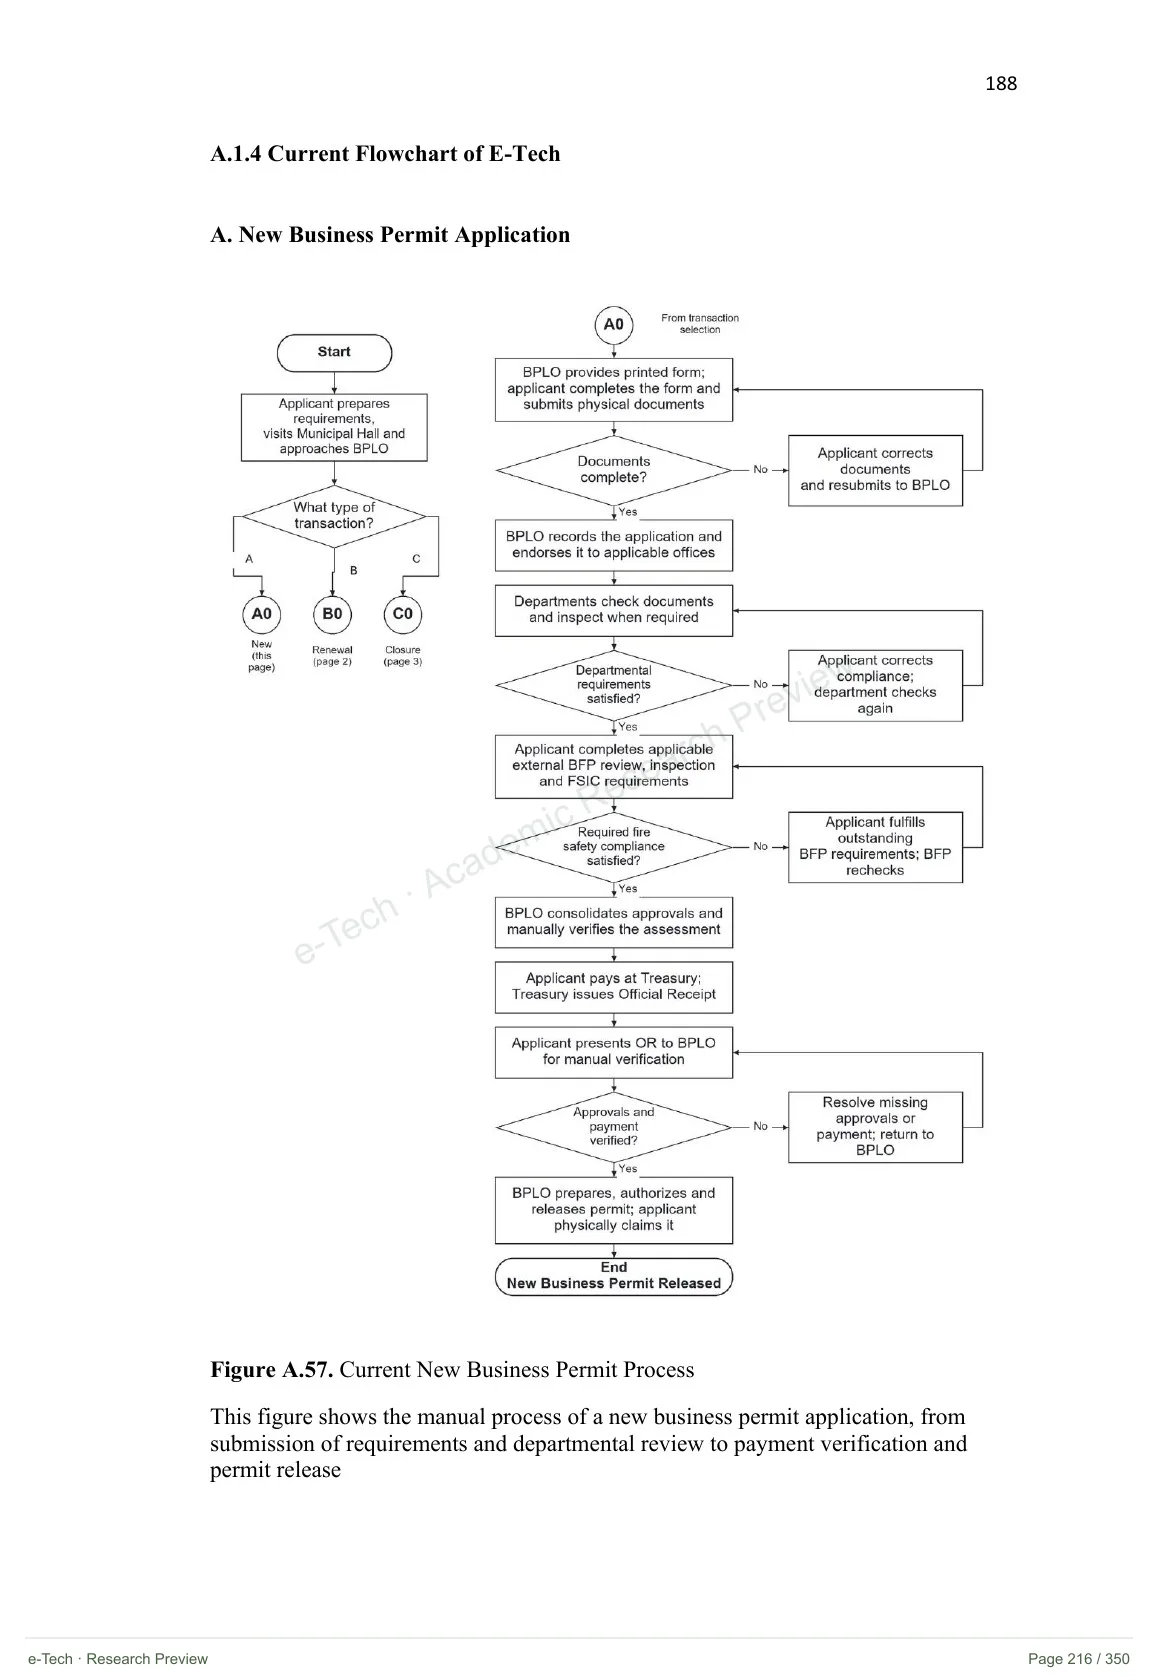 188
A.1.4 Current Flowchart of E-Tech
A. New Business Permit Application
Start
Applicant prepares
requirements,
visits Municipal Hall and
approaches BPLO
What type of
transaction?
A
B
C
A0
B0
C0
New
(this
page)
Renewal
(page 2)
Closure
(page 3)
A0
From transaction
selection
BPLO provides printed form;
applicant completes the form and
submits physical documents
Documents
complete?
No
Applicant corrects
documents
and resubmits to BPLO
Yes
BPLO records the application and
endorses it to applicable offices
Departments check documents
and inspect when required
Departmental
requirements
satisfied?
No
Applicant corrects
compliance;
department checks
again
Yes
Applicant completes applicable
external BFP review, inspection
and FSIC requirements
Required fire
safety compliance
satisfied?
No
Applicant fulfills
outstanding
BFP requirements; BFP
rechecks
Yes
BPLO consolidates approvals and
manually verifies the assessment
Applicant pays at Treasury;
Treasury issues Official Receipt
Applicant presents OR to BPLO
for manual verification
Approvals and
payment
verified?
No
Resolve missing
approvals or
payment; return to
BPLO
Yes
BPLO prepares, authorizes and
releases permit; applicant
physically claims it
End
New Business Permit Released
e-Tech · Academic Research Preview
Figure A.57. Current New Business Permit Process
This figure shows the manual process of a new business permit application, from
submission of requirements and departmental review to payment verification and
permit release
e-Tech · Research Preview
Page 216 / 350